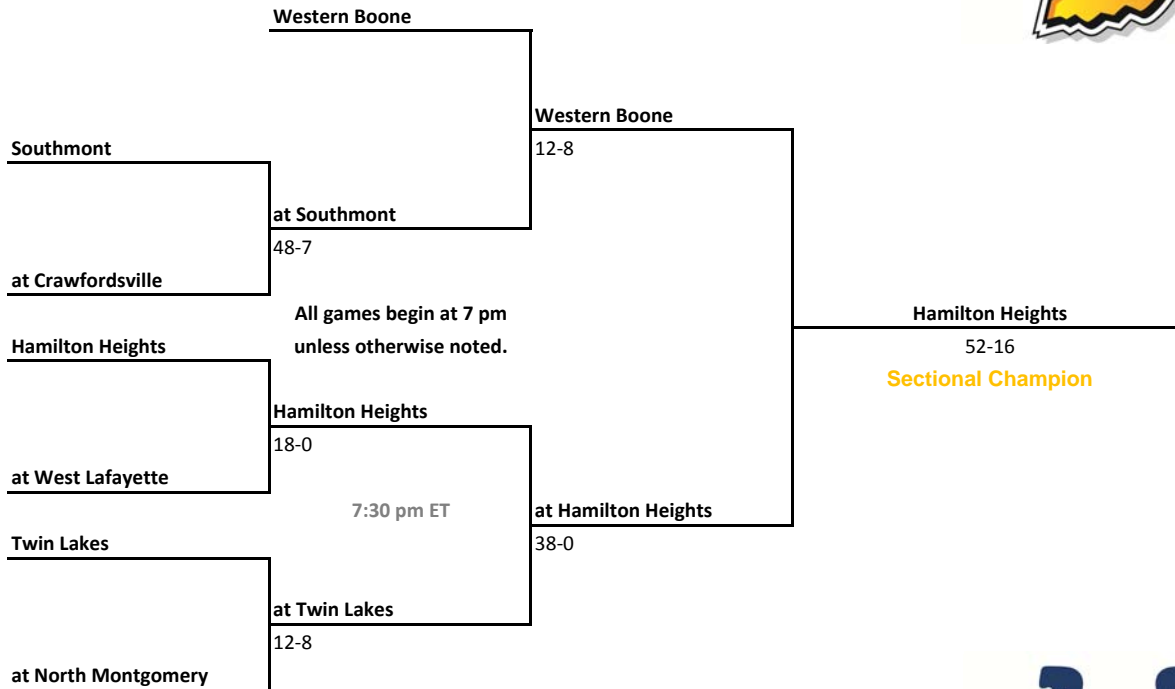 Western Boone
Western Boone
12-8
Southmont
at Southmont
48-7
at Crawfordsville
All games begin at 7 pm
unless otherwise noted.
Hamilton Heights
52-16
Sectional Champion
Hamilton Heights
Hamilton Heights
18-0
at West Lafayette
7:30 pm ET
at Hamilton Heights
38-0
Twin Lakes
at Twin Lakes
12-8
at North Montgomery